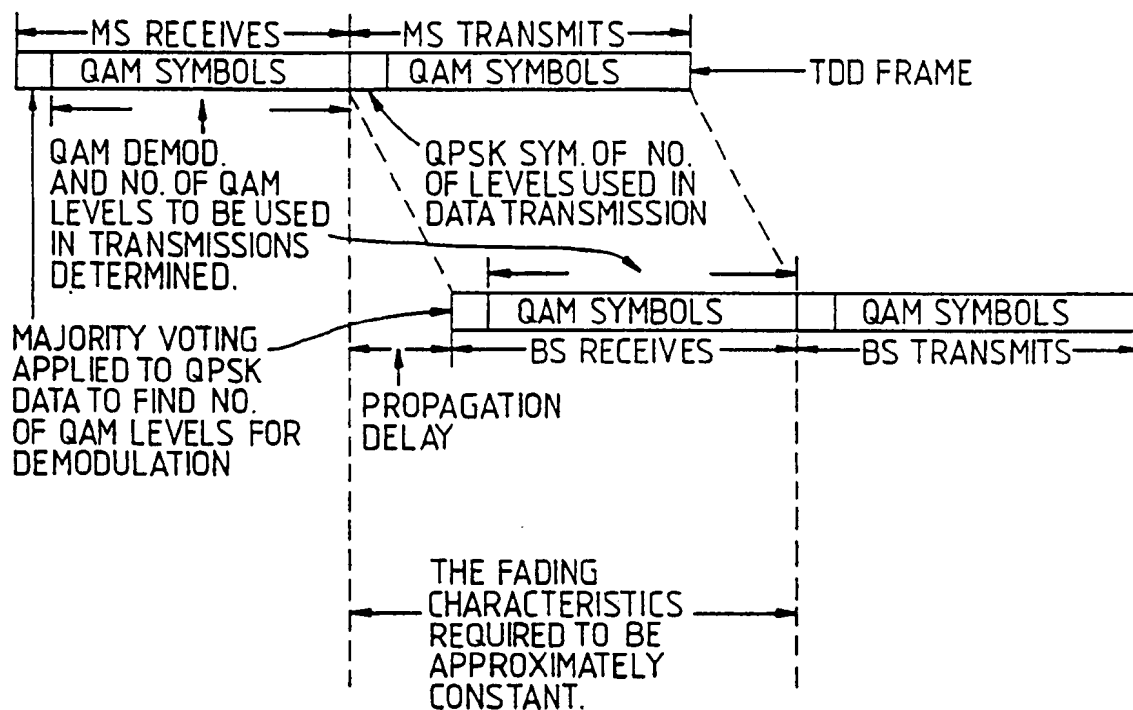 MS RECEIVES
MS TRANSMITS
QAM SYMBOLS
QAM SYMBOLS
TDD FRAME
QAM DEMOD.
AND NO. OF QAM
LEVELS TO BE USED
IN TRANSMISSIONS
DETERMINED.
QPSK SYM. OF NO.
OF LEVELS USED IN
DATA TRANSMISSION
QAM SYMBOLS
QAM SYMBOLS
BS RECEIVES
BS TRANSMITS
MAJORITY VOTING
APPLIED TO QPSK
DATA TO FIND NO.
OF QAM LEVELS FOR
DEMODULATION
PROPAGATION
DELAY
THE FADING
CHARACTERISTICS
REQUIRED TO BE
APPROXIMATELY
CONSTANT.